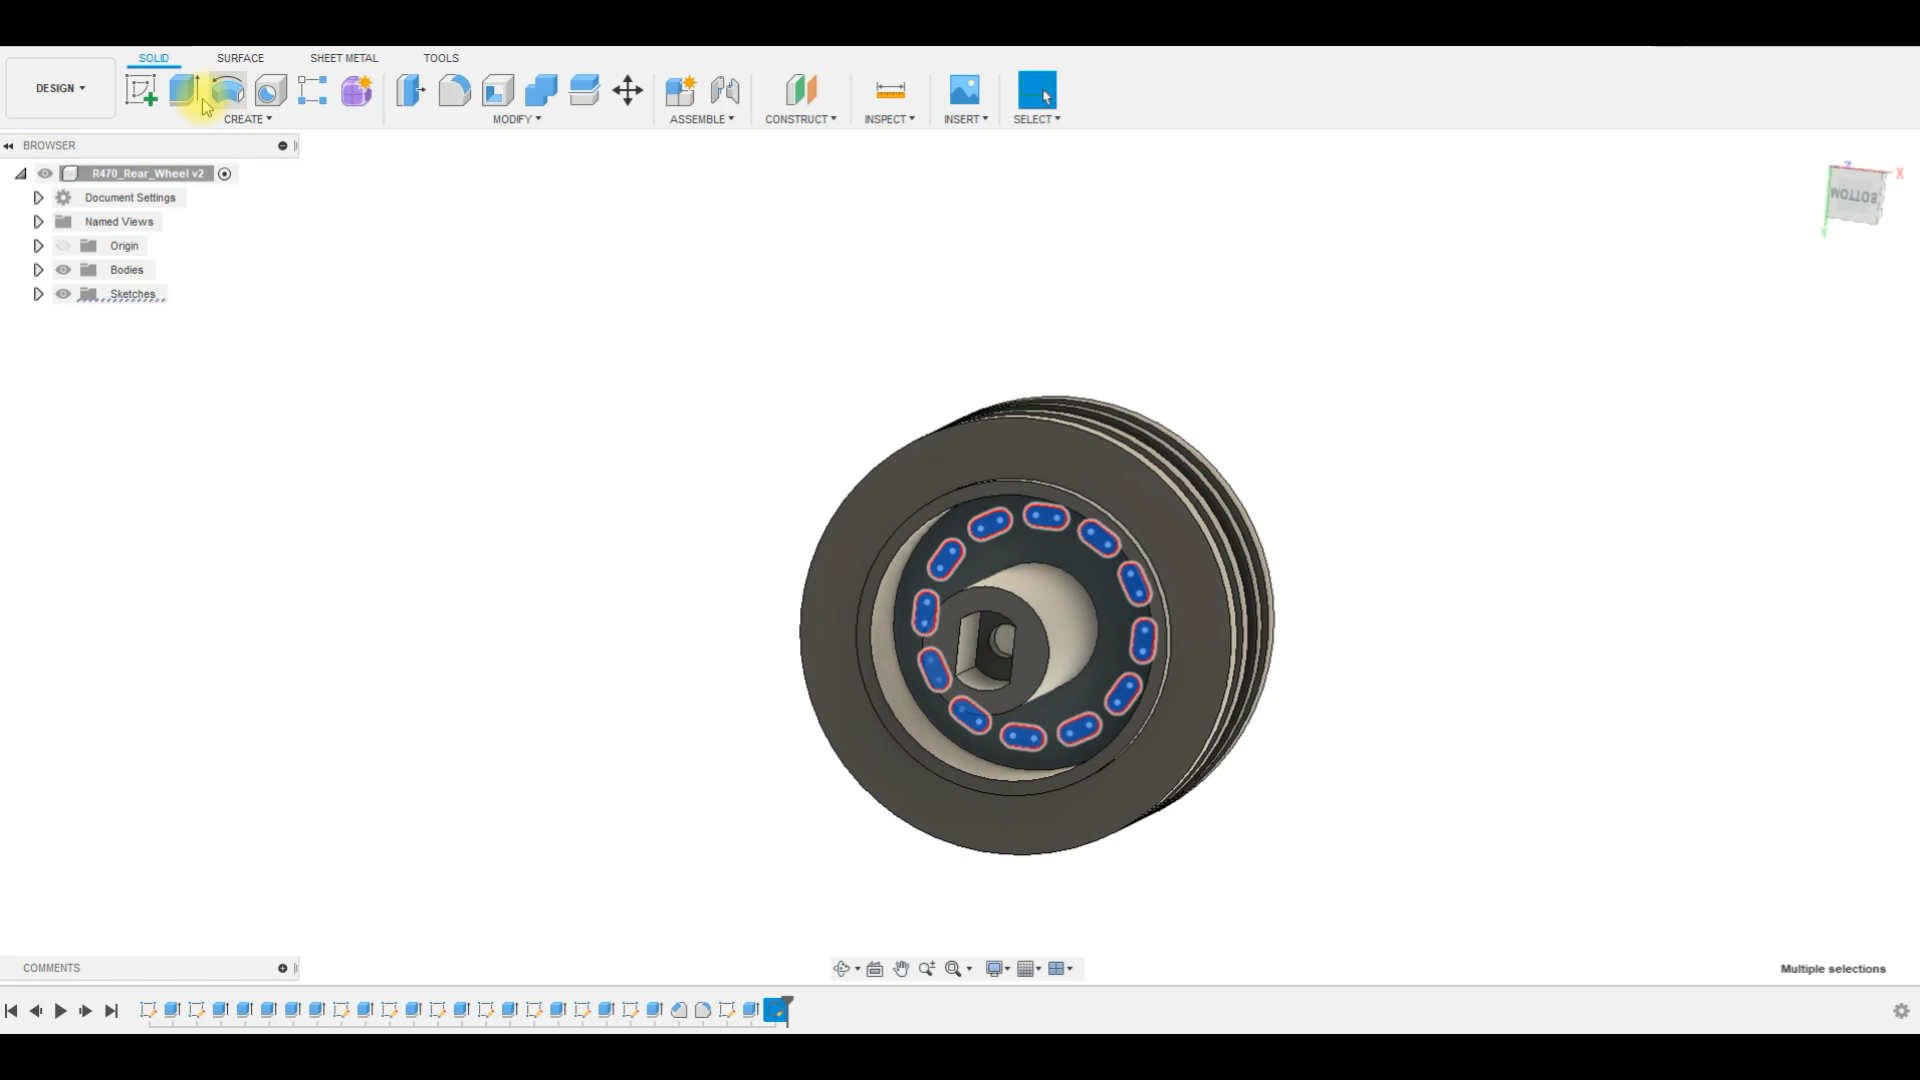 SOLID SURFACE SHEET METAL TOOLS
DESIGN
CREATE MODIFY ASSEMBLE CONSTRUCT INSPECT INSERT SELECT
BROWSER
R470_Rear_Wheel v2
Document Settings
Named Views
Origin
Bodies
Sketches
Z
X
BOTTOM
Y
COMMENTS
Multiple selections